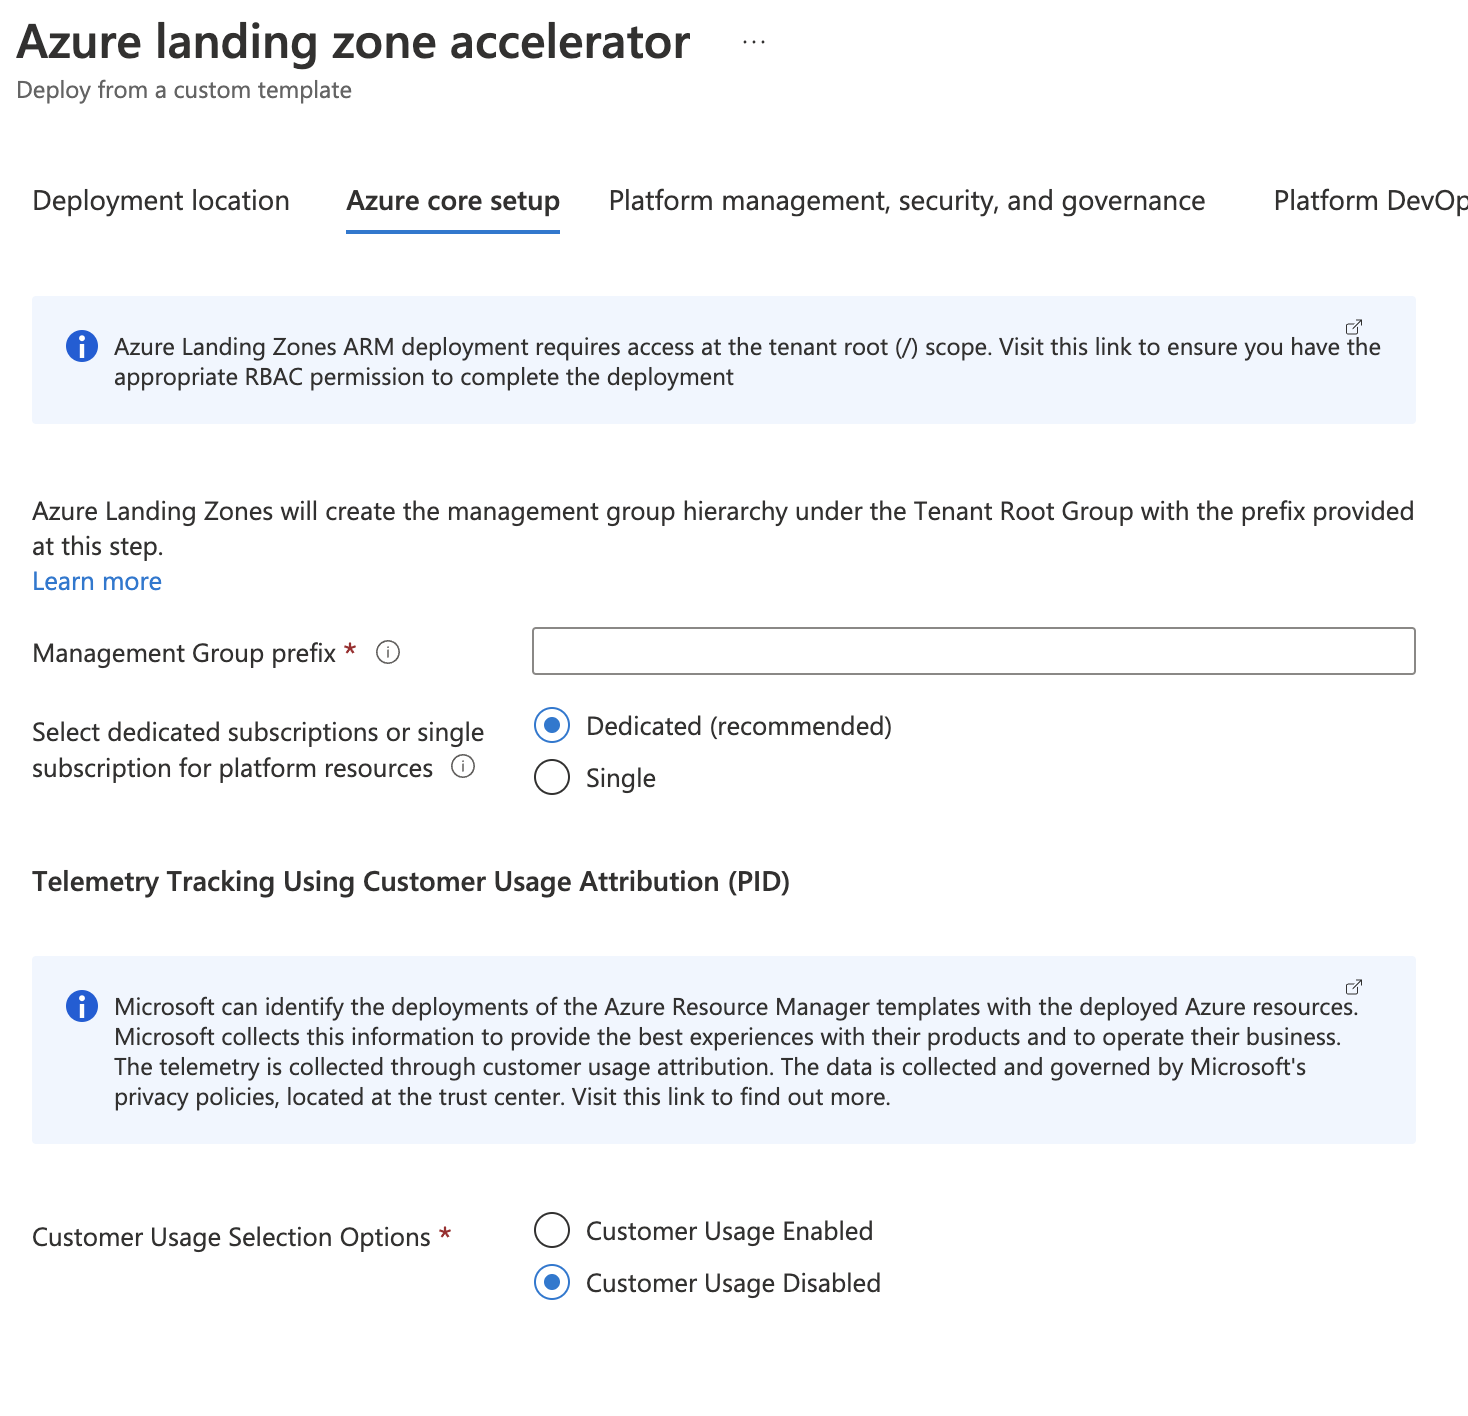 Azure landing zone accelerator ...
Deploy from a custom template
Deployment location Azure core setup Platform management, security, and governance Platform DevOp
Azure Landing Zones ARM deployment requires access at the tenant root (/) scope. Visit this link to ensure you have the
appropriate RBAC permission to complete the deployment
Azure Landing Zones will create the management group hierarchy under the Tenant Root Group with the prefix provided
at this step.
Learn more
Management Group prefix *
Select dedicated subscriptions or single
subscription for platform resources
Dedicated (recommended)
Single
Telemetry Tracking Using Customer Usage Attribution (PID)
Microsoft can identify the deployments of the Azure Resource Manager templates with the deployed Azure resources.
Microsoft collects this information to provide the best experiences with their products and to operate their business.
The telemetry is collected through customer usage attribution. The data is collected and governed by Microsoft's
privacy policies, located at the trust center. Visit this link to find out more.
Customer Usage Selection Options *
Customer Usage Enabled
Customer Usage Disabled